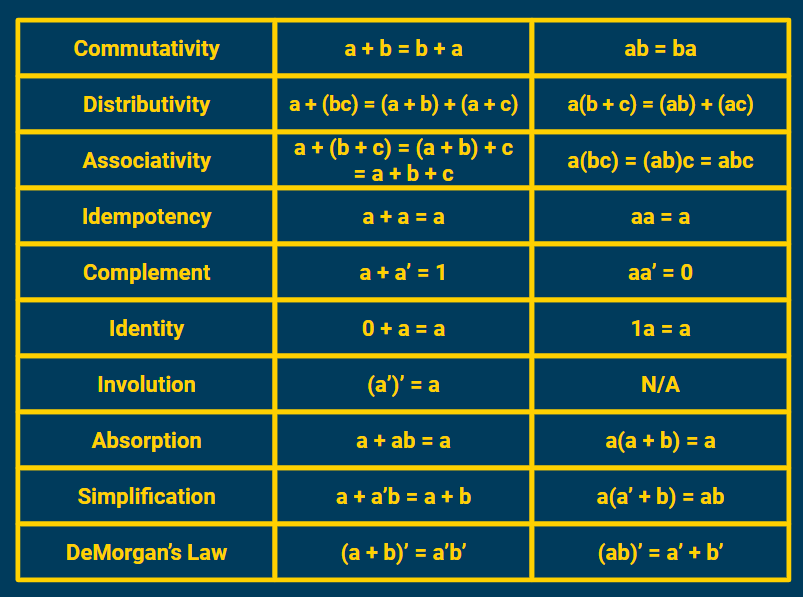 Commutativity a + b = b + a ab = ba
Distributivity a + (bc) = (a + b) + (a + c) a(b + c) = (ab) + (ac)
Associativity a + (b + c) = (a + b) + c
= a + b + c a(bc) = (ab)c = abc
Idempotency a + a = a aa = a
Complement a + a’ = 1 aa’ = 0
Identity 0 + a = a 1a = a
Involution (a’)’ = a N/A
Absorption a + ab = a a(a + b) = a
Simplification a + a’b = a + b a(a’ + b) = ab
DeMorgan’s Law (a + b)’ = a’b’ (ab)’ = a’ + b’